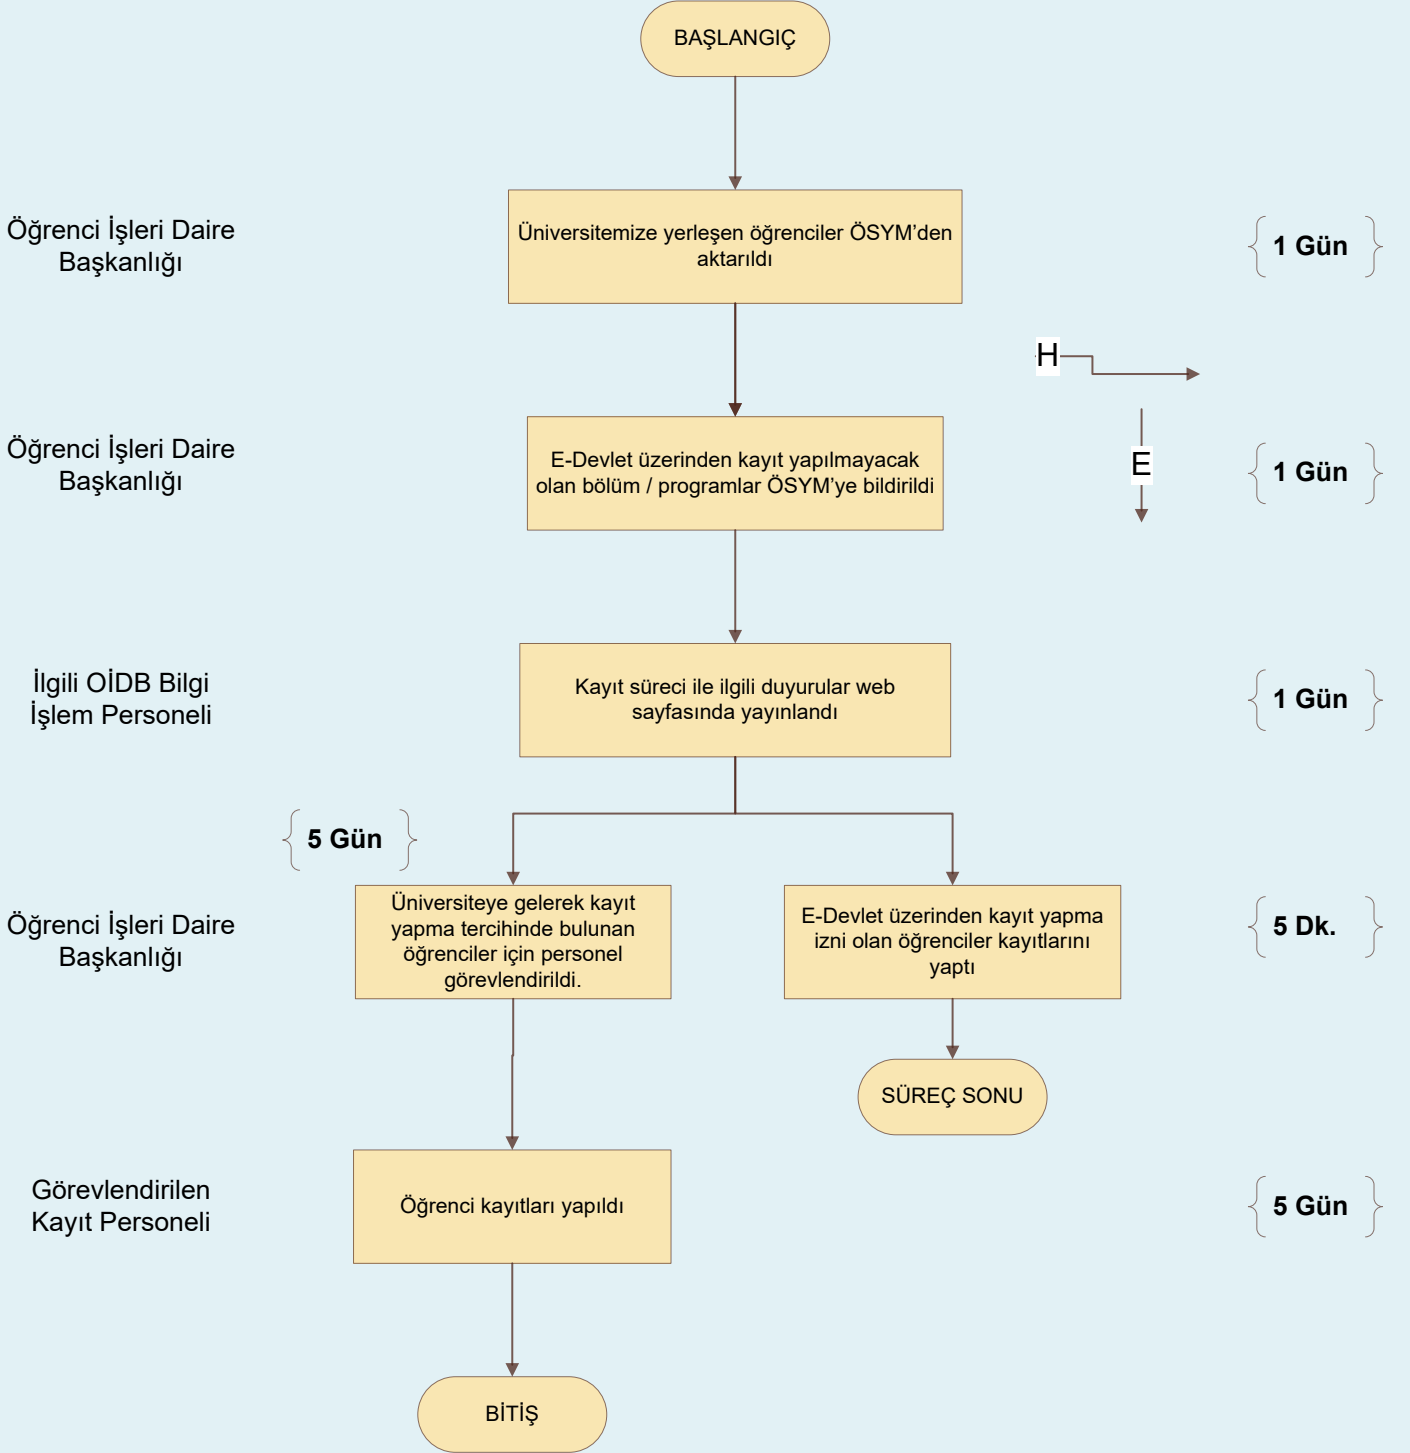 BAŞLANGIÇ
Öğrenci İşleri Daire
Başkanlığı
Üniversitemize yerleşen öğrenciler ÖSYM’den
aktarıldı
1 Gün
H
Öğrenci İşleri Daire
Başkanlığı
E-Devlet üzerinden kayıt yapılmayacak
olan bölüm / programlar ÖSYM’ye bildirildi
E
1 Gün
İlgili OİDB Bilgi
İşlem Personeli
Kayıt süreci ile ilgili duyurular web
sayfasında yayınlandı
1 Gün
5 Gün
Öğrenci İşleri Daire
Başkanlığı
Üniversiteye gelerek kayıt
yapma tercihinde bulunan
öğrenciler için personel
görevlendirildi.
E-Devlet üzerinden kayıt yapma
izni olan öğrenciler kayıtlarını
yaptı
5 Dk.
SÜREÇ SONU
Görevlendirilen
Kayıt Personeli
Öğrenci kayıtları yapıldı
5 Gün
BİTİŞ